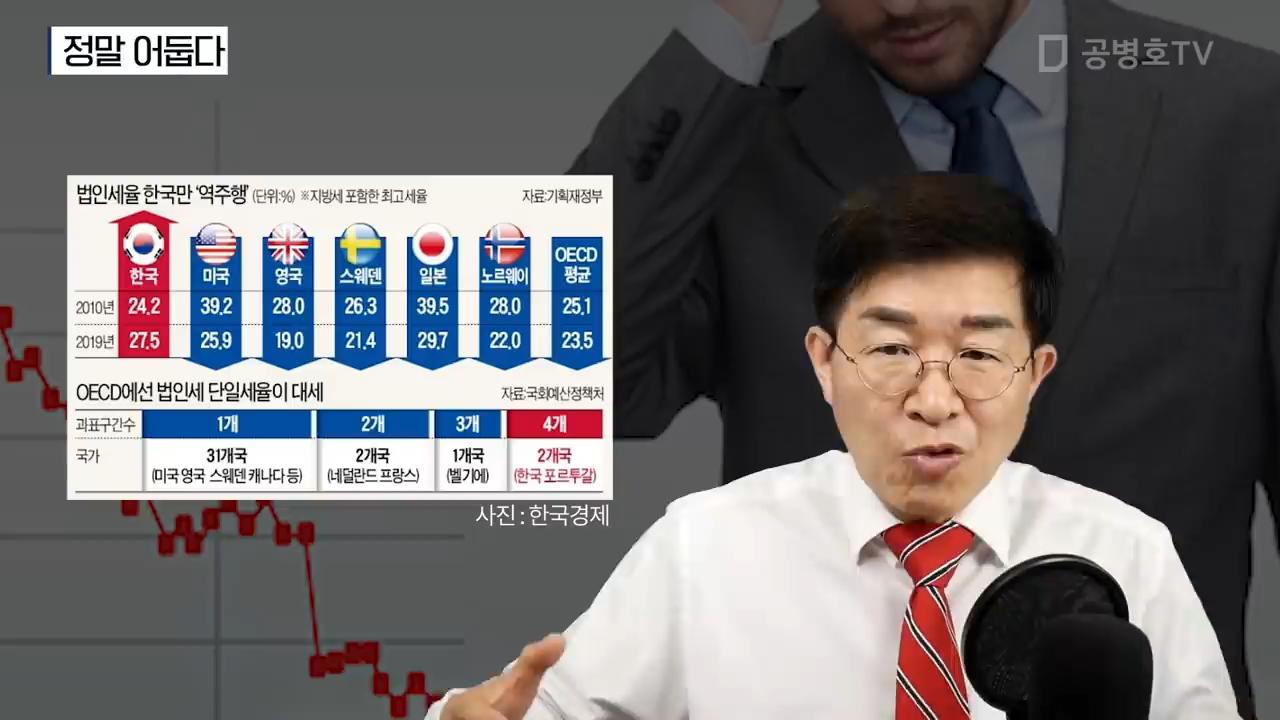 정말 어둡다
공병호TV
법인세율 한국만 '역주행' (단위:%) ※지방세 포함한 최고 세율 자료:기획재정부
한국 미국 영국 스웨덴 일본 노르웨이 OECD 평균
2010년 24.2 39.2 28.0 26.3 39.5 28.0 25.1
2019년 27.5 25.9 19.0 21.4 29.7 22.0 23.5
OECD에선 법인세 단일세율이 대세 자료:국회예산정책처
과표구간수 1개 2개 3개 4개
국가 31개국 2개국 1개국 2개국
(미국 영국 스웨덴 캐나다 등) (네덜란드 프랑스) (벨기에) (한국 포르투갈)
사진 : 한국경제